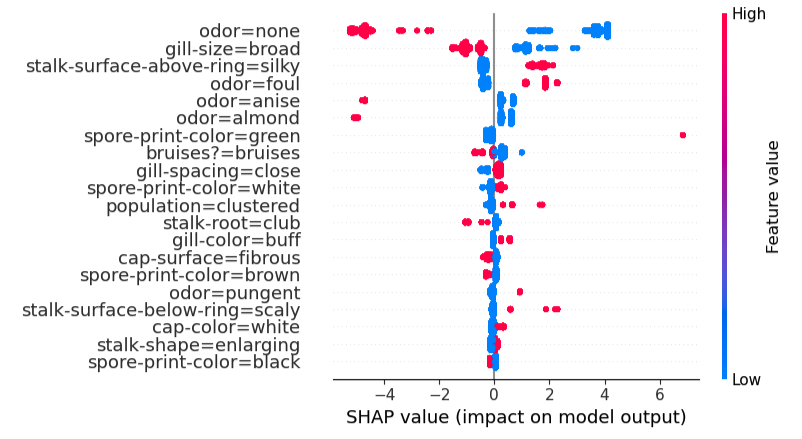 High
odor=none
gill-size=broad
stalk-surface-above-ring=silky
odor=foul
odor=anise
odor=almond
spore-print-color=green
bruises?=bruises
gill-spacing=close
spore-print-color=white
population=clustered
stalk-root=club
gill-color=buff
cap-surface=fibrous
spore-print-color=brown
odor=pungent
stalk-surface-below-ring=scaly
cap-color=white
stalk-shape=enlarging
spore-print-color=black
Feature value
Low
−4 −2 0 2 4 6
SHAP value (impact on model output)